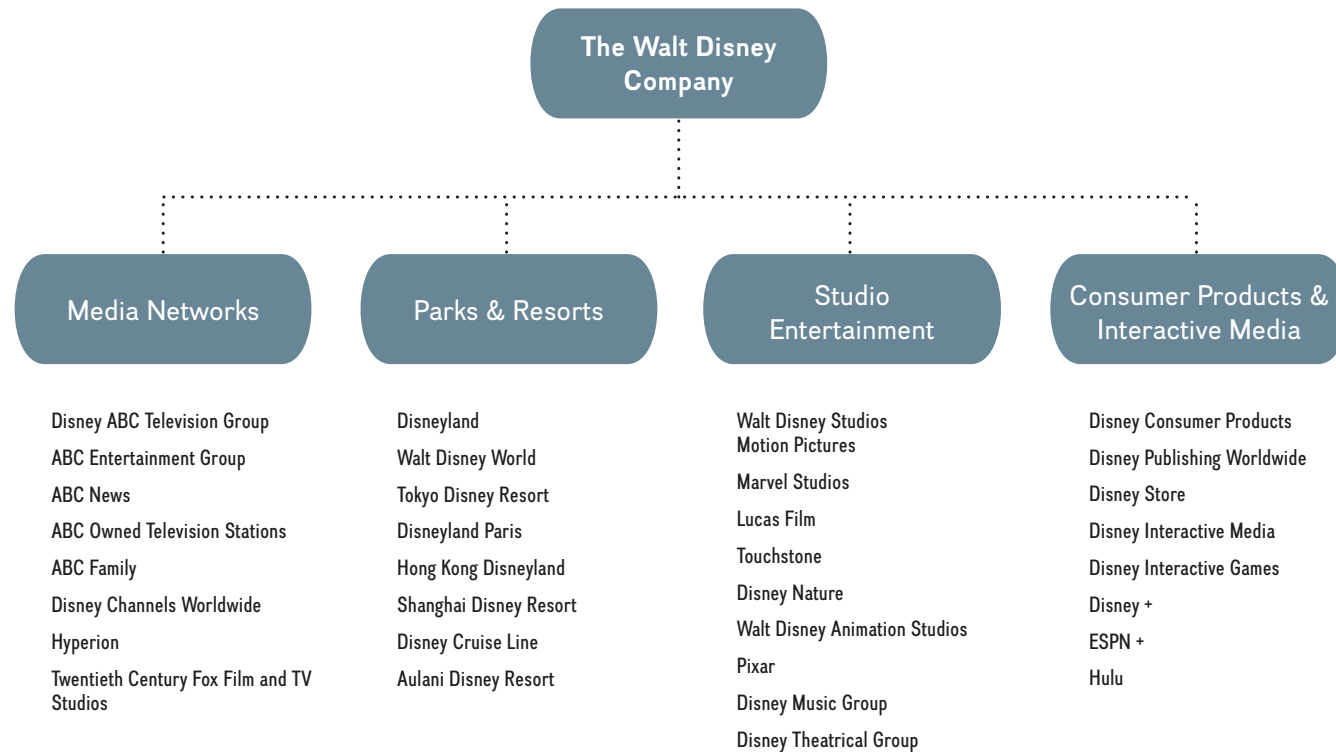 The Walt Disney
Company
Media Networks
Parks & Resorts
Studio
Entertainment
Consumer Products &
Interactive Media
Disney ABC Television Group
ABC Entertainment Group
ABC News
ABC Owned Television Stations
ABC Family
Disney Channels Worldwide
Hyperion
Twentieth Century Fox Film and TV
Studios
Disneyland
Walt Disney World
Tokyo Disney Resort
Disneyland Paris
Hong Kong Disneyland
Shanghai Disney Resort
Disney Cruise Line
Aulani Disney Resort
Walt Disney Studios
Motion Pictures
Marvel Studios
Lucas Film
Touchstone
Disney Nature
Walt Disney Animation Studios
Pixar
Disney Music Group
Disney Theatrical Group
Disney Consumer Products
Disney Publishing Worldwide
Disney Store
Disney Interactive Media
Disney Interactive Games
Disney +
ESPN +
Hulu